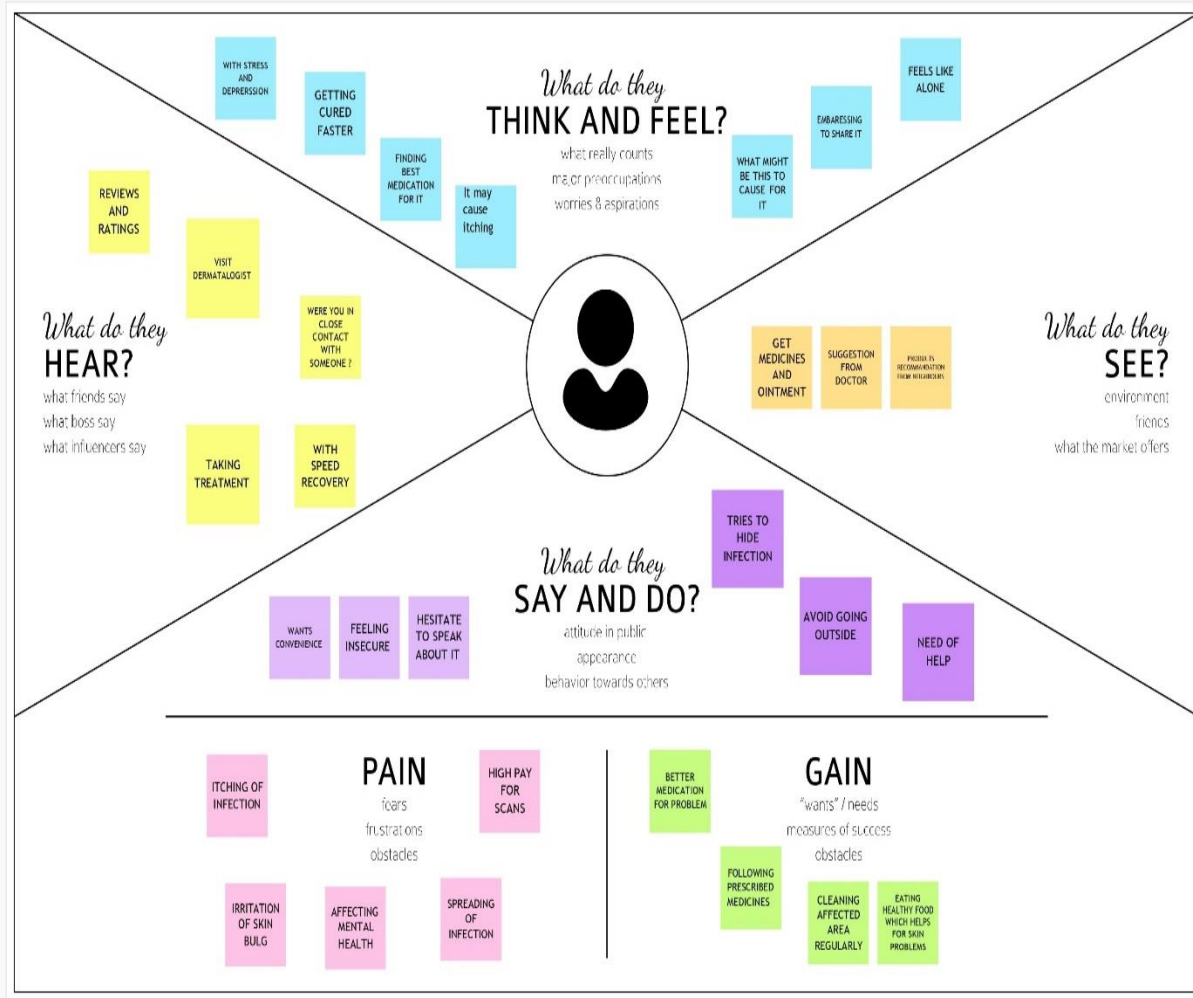 WITH STRESS
AND
DEPRERSSION
GETTING
CURED
FASTER
FINDING
BEST
MEDICATION
FOR IT
It may
cause
itching
What do they
THINK AND FEEL?
what really counts
major preoccupations
worries & aspirations
WHAT MIGHT
BE THIS TO
CAUSE FOR
IT
EMBARESSING
TO SHARE IT
FEELS LIKE
ALONE
REVIEWS
AND
RATINGS
VISIT
DERMATALOGIST
WERE YOU IN
CLOSE
CONTACT
WITH
SOMEONE ?
What do they
HEAR?
what friends say
what boss say
what influencers say
TAKING
TREATMENT
WITH
SPEED
RECOVERY
GET
MEDICINES
AND
OINTMENT
SUGGESTION
FROM
DOCTOR
RECOMMANDATION
FROM NEIGHBOURS
What do they
SEE?
environment
friends
what the market offers
What do they
SAY AND DO?
attitude in public
appearance
behavior towards others
WANTS
CONVENIENCE
FEELING
INSECURE
HESITATE
TO SPEAK
ABOUT IT
TRIES TO
HIDE
INFECTION
AVOID GOING
OUTSIDE
NEED OF
HELP
PAIN
fears
frustrations
obstacles
ITCHING OF
INFECTION
HIGH PAY
FOR
SCANS
IRRITATION
OF SKIN
BULG
AFFECTING
MENTAL
HEALTH
SPREADING
OF
INFECTION
GAIN
"wants" / needs
measures of success
obstacles
BETTER
MEDICATION
FOR PROBLEM
FOLLOWING
PRESCRIBED
MEDICINES
CLEANING
AFFECTED
AREA
REGULARLY
EATING
HEALTHY FOOD
WHICH HELPS
FOR SKIN
PROBLEMS